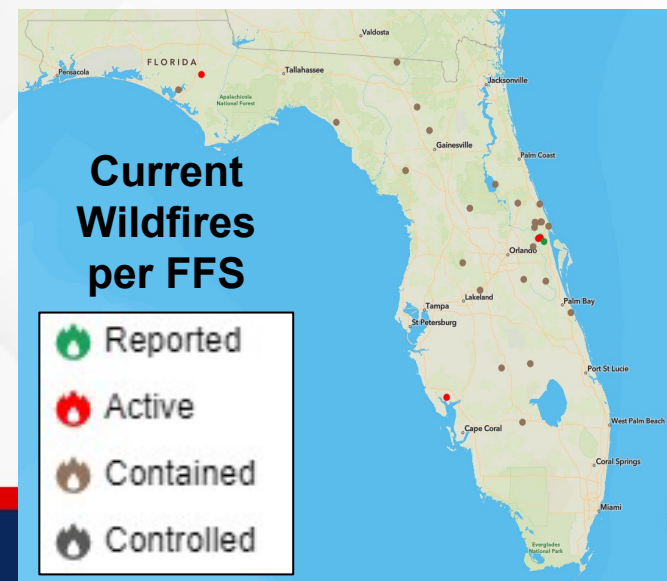 Valdosta
FLORIDA
Pensacola
Tallahassee
Jacksonville
Apalachicola
National Forest
Gainesville
Palm Coast
Current
Wildfires
per FFS
Orlando
Lakeland
Tampa
Palm Bay
St Petersburg
Reported
Port St Lucie
Active
Cape Coral
West Palm Beach
Contained
Coral Springs
Miami
Controlled
Everglades
National Park